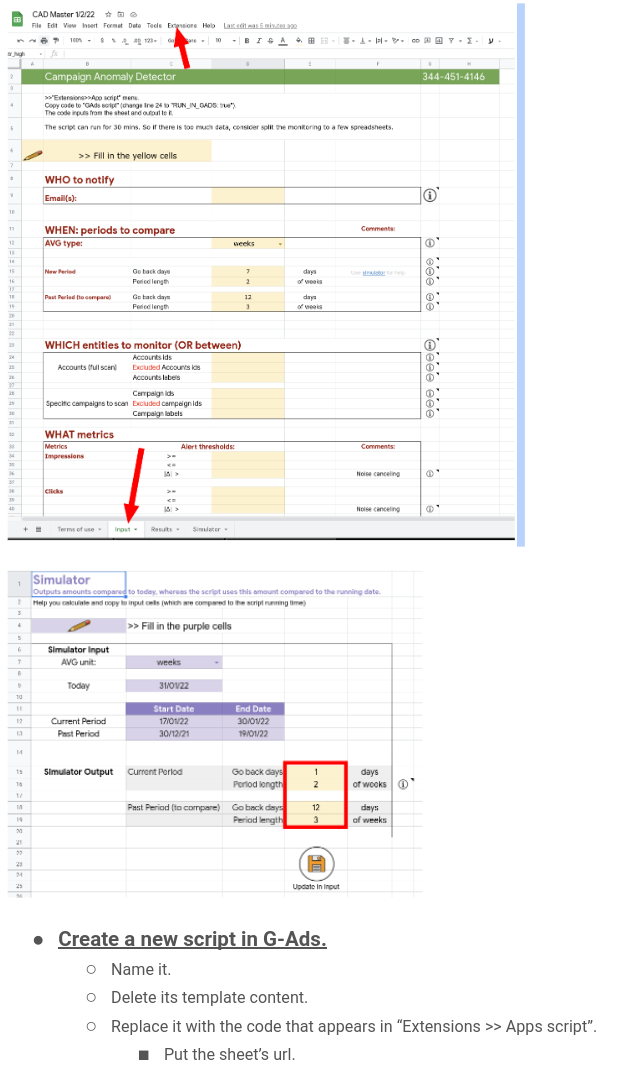 CAD Master 1/2/22
File Edit View Insert Format Data Tools Extensions Help Last edit was 5 minutes ago
100%
10
Campaign Anomaly Detector 344-451-4146
>>"Extensions>>App script" menu.
Copy code to "GAds script" (change line 24 to "RUN_IN_GADS: true")
The code inputs from the sheet and output to it.
The script can run for 30 mins. So if there is too much data, consider split the monitoring to a few spreadsheets.
>> Fill in the yellow cells
WHO to notify
Email(s):
WHEN: periods to compare Comments:
AVG type: weeks
New Period Go back days 7 days Use simulator for help
Period length 2 of weeks
Past Period (to compare) Go back days 12 days
Period length 3 of weeks
WHICH entities to monitor (OR between)
Accounts ids
Accounts (full scan) Excluded Accounts ids
Accounts labels
Campaign ids
Specific campaigns to scan Excluded campaign ids
Campaign labels
WHAT metrics
Metrics Alert thresholds: Comments:
Impressions >=
<=
|Δ| > Noise canceling
Clicks >=
<=
|Δ| > Noise canceling
Terms of use Input Results Simulator
Simulator
Outputs amounts compared to today, whereas the script uses this amount compared to the running date.
Help you calculate and copy to input cells (which are compared to the script running time)
>> Fill in the purple cells
Simulator Input
AVG unit: weeks
Today 31/01/22
Start Date End Date
Current Period 17/01/22 30/01/22
Past Period 30/12/21 19/01/22
Simulator Output Current Period Go back days 1 days
Period length 2 of weeks
Past Period (to compare) Go back days 12 days
Period length 3 of weeks
Update in Input
● Create a new script in G-Ads.
○ Name it.
○ Delete its template content.
○ Replace it with the code that appears in “Extensions >> Apps script”.
■ Put the sheet’s url.